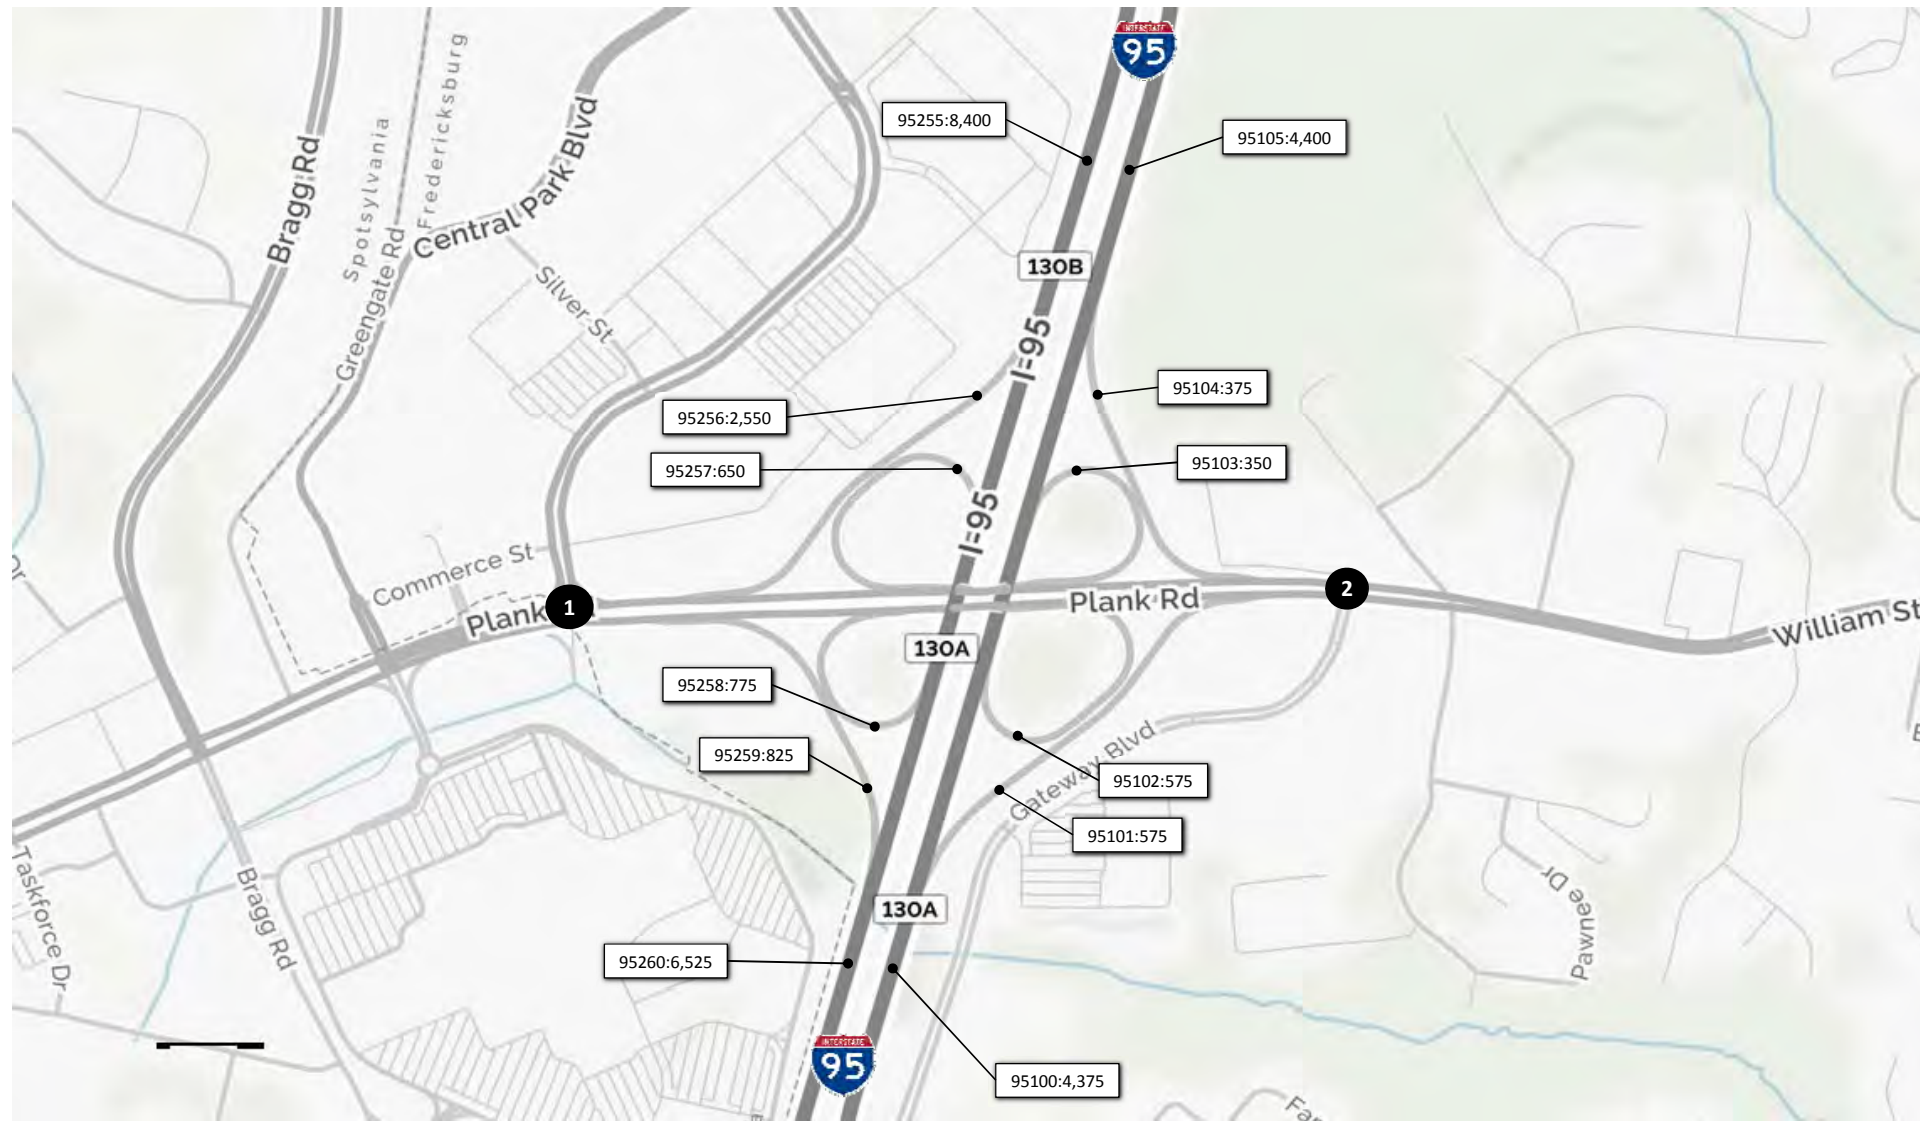 INTERSTATE
95
95255:8,400
95105:4,400
Bragg Rd
Spotsylvania
Fredericksburg
Central Park Blvd
Greengate Rd
Silver St
130B
I-95
95256:2,550
95104:375
95257:650
95103:350
I-95
Commerce St
Plank
1
Plank Rd
2
William St
130A
95258:775
95259:825
Gateway Blvd
95102:575
95101:575
Taskforce Dr
Bragg Rd
130A
Pawnee Dr
95260:6,525
INTERSTATE
95
95100:4,375